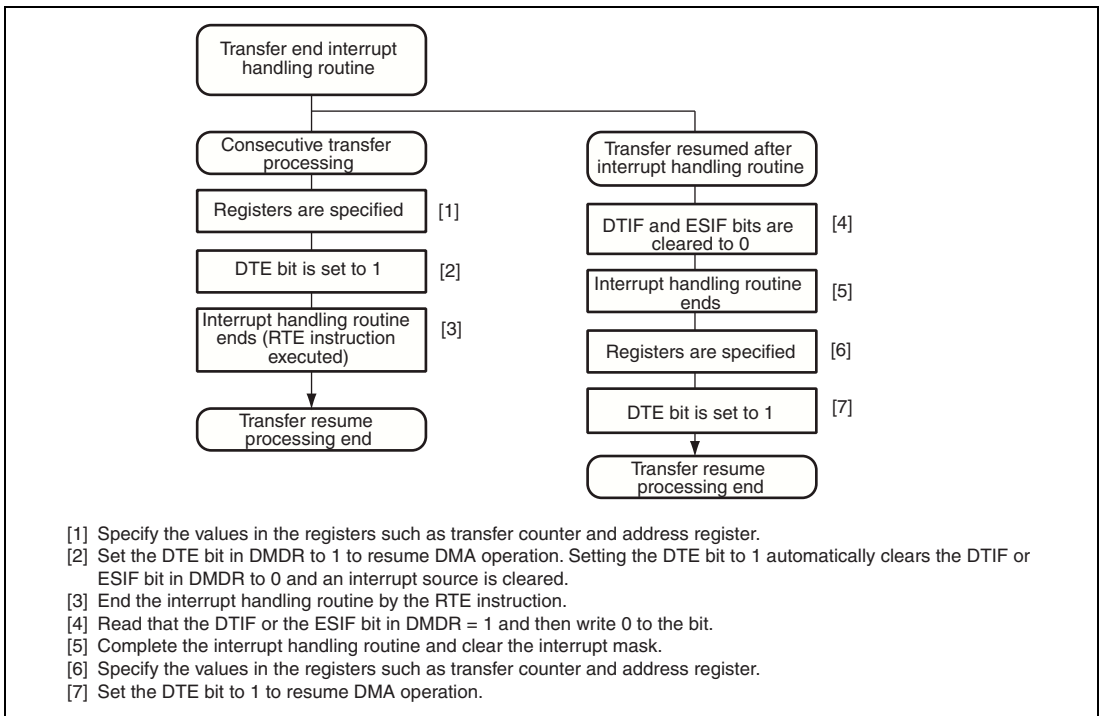 Transfer end interrupt
handling routine
Consecutive transfer
processing
Registers are specified
[1]
DTE bit is set to 1
[2]
Interrupt handling routine
ends (RTE instruction
executed)
[3]
Transfer resume
processing end
Transfer resumed after
interrupt handling routine
DTIF and ESIF bits are
cleared to 0
[4]
Interrupt handling routine
ends
[5]
Registers are specified
[6]
DTE bit is set to 1
[7]
Transfer resume
processing end
[1] Specify the values in the registers such as transfer counter and address register.
[2] Set the DTE bit in DMDR to 1 to resume DMA operation. Setting the DTE bit to 1 automatically clears the DTIF or
ESIF bit in DMDR to 0 and an interrupt source is cleared.
[3] End the interrupt handling routine by the RTE instruction.
[4] Read that the DTIF or the ESIF bit in DMDR = 1 and then write 0 to the bit.
[5] Complete the interrupt handling routine and clear the interrupt mask.
[6] Specify the values in the registers such as transfer counter and address register.
[7] Set the DTE bit to 1 to resume DMA operation.